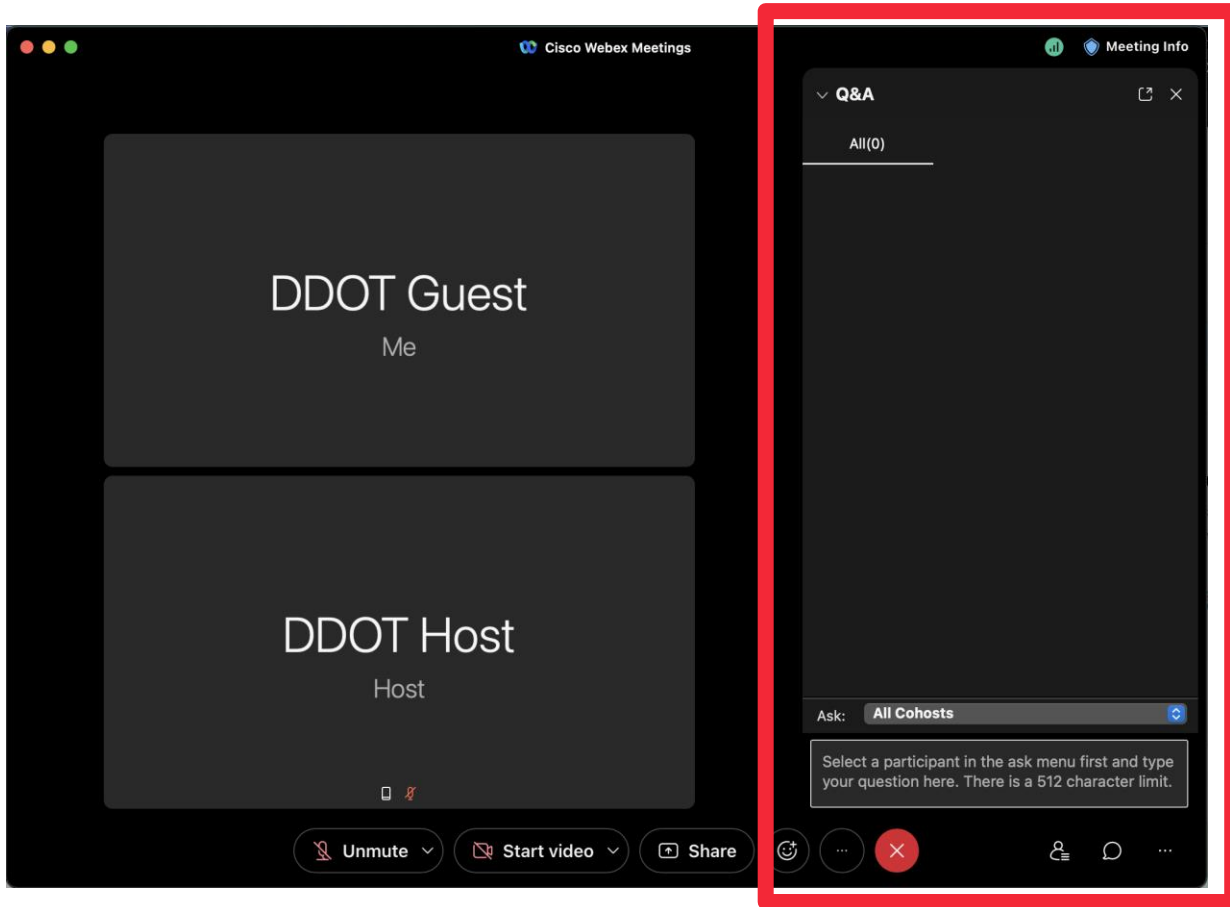 Cisco Webex Meetings
Meeting Info
Q&A
All(0)
DDOT Guest
Me
DDOT Host
Host
Ask: All Cohosts
Select a participant in the ask menu first and type
your question here. There is a 512 character limit.
Unmute
Start video
Share